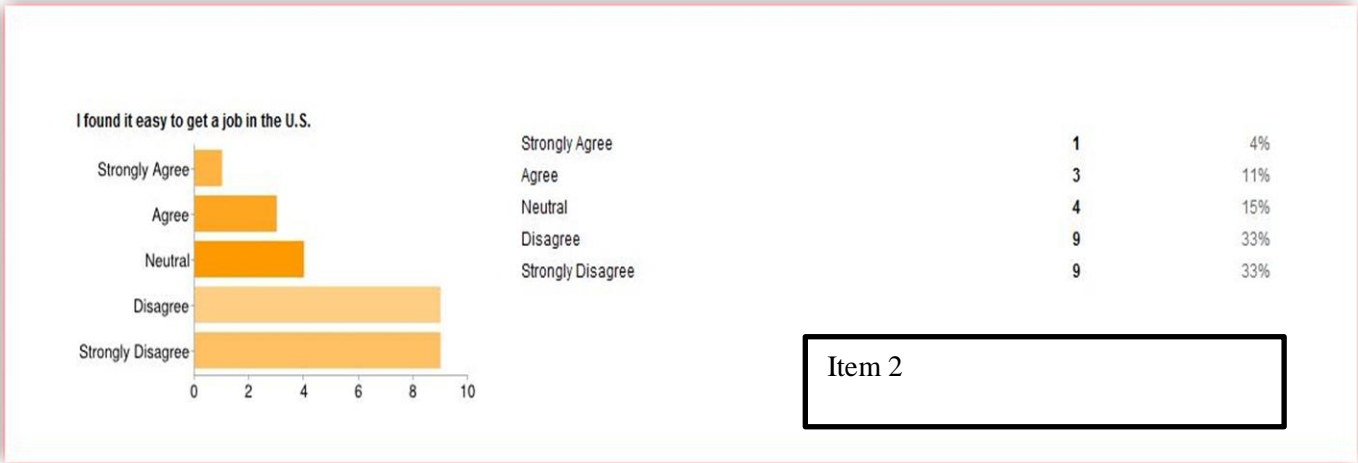 I found it easy to get a job in the U.S.
Strongly Agree
Agree
Neutral
Disagree
Strongly Disagree
0 2 4 6 8 10
Strongly Agree 1 4%
Agree 3 11%
Neutral 4 15%
Disagree 9 33%
Strongly Disagree 9 33%
Item 2